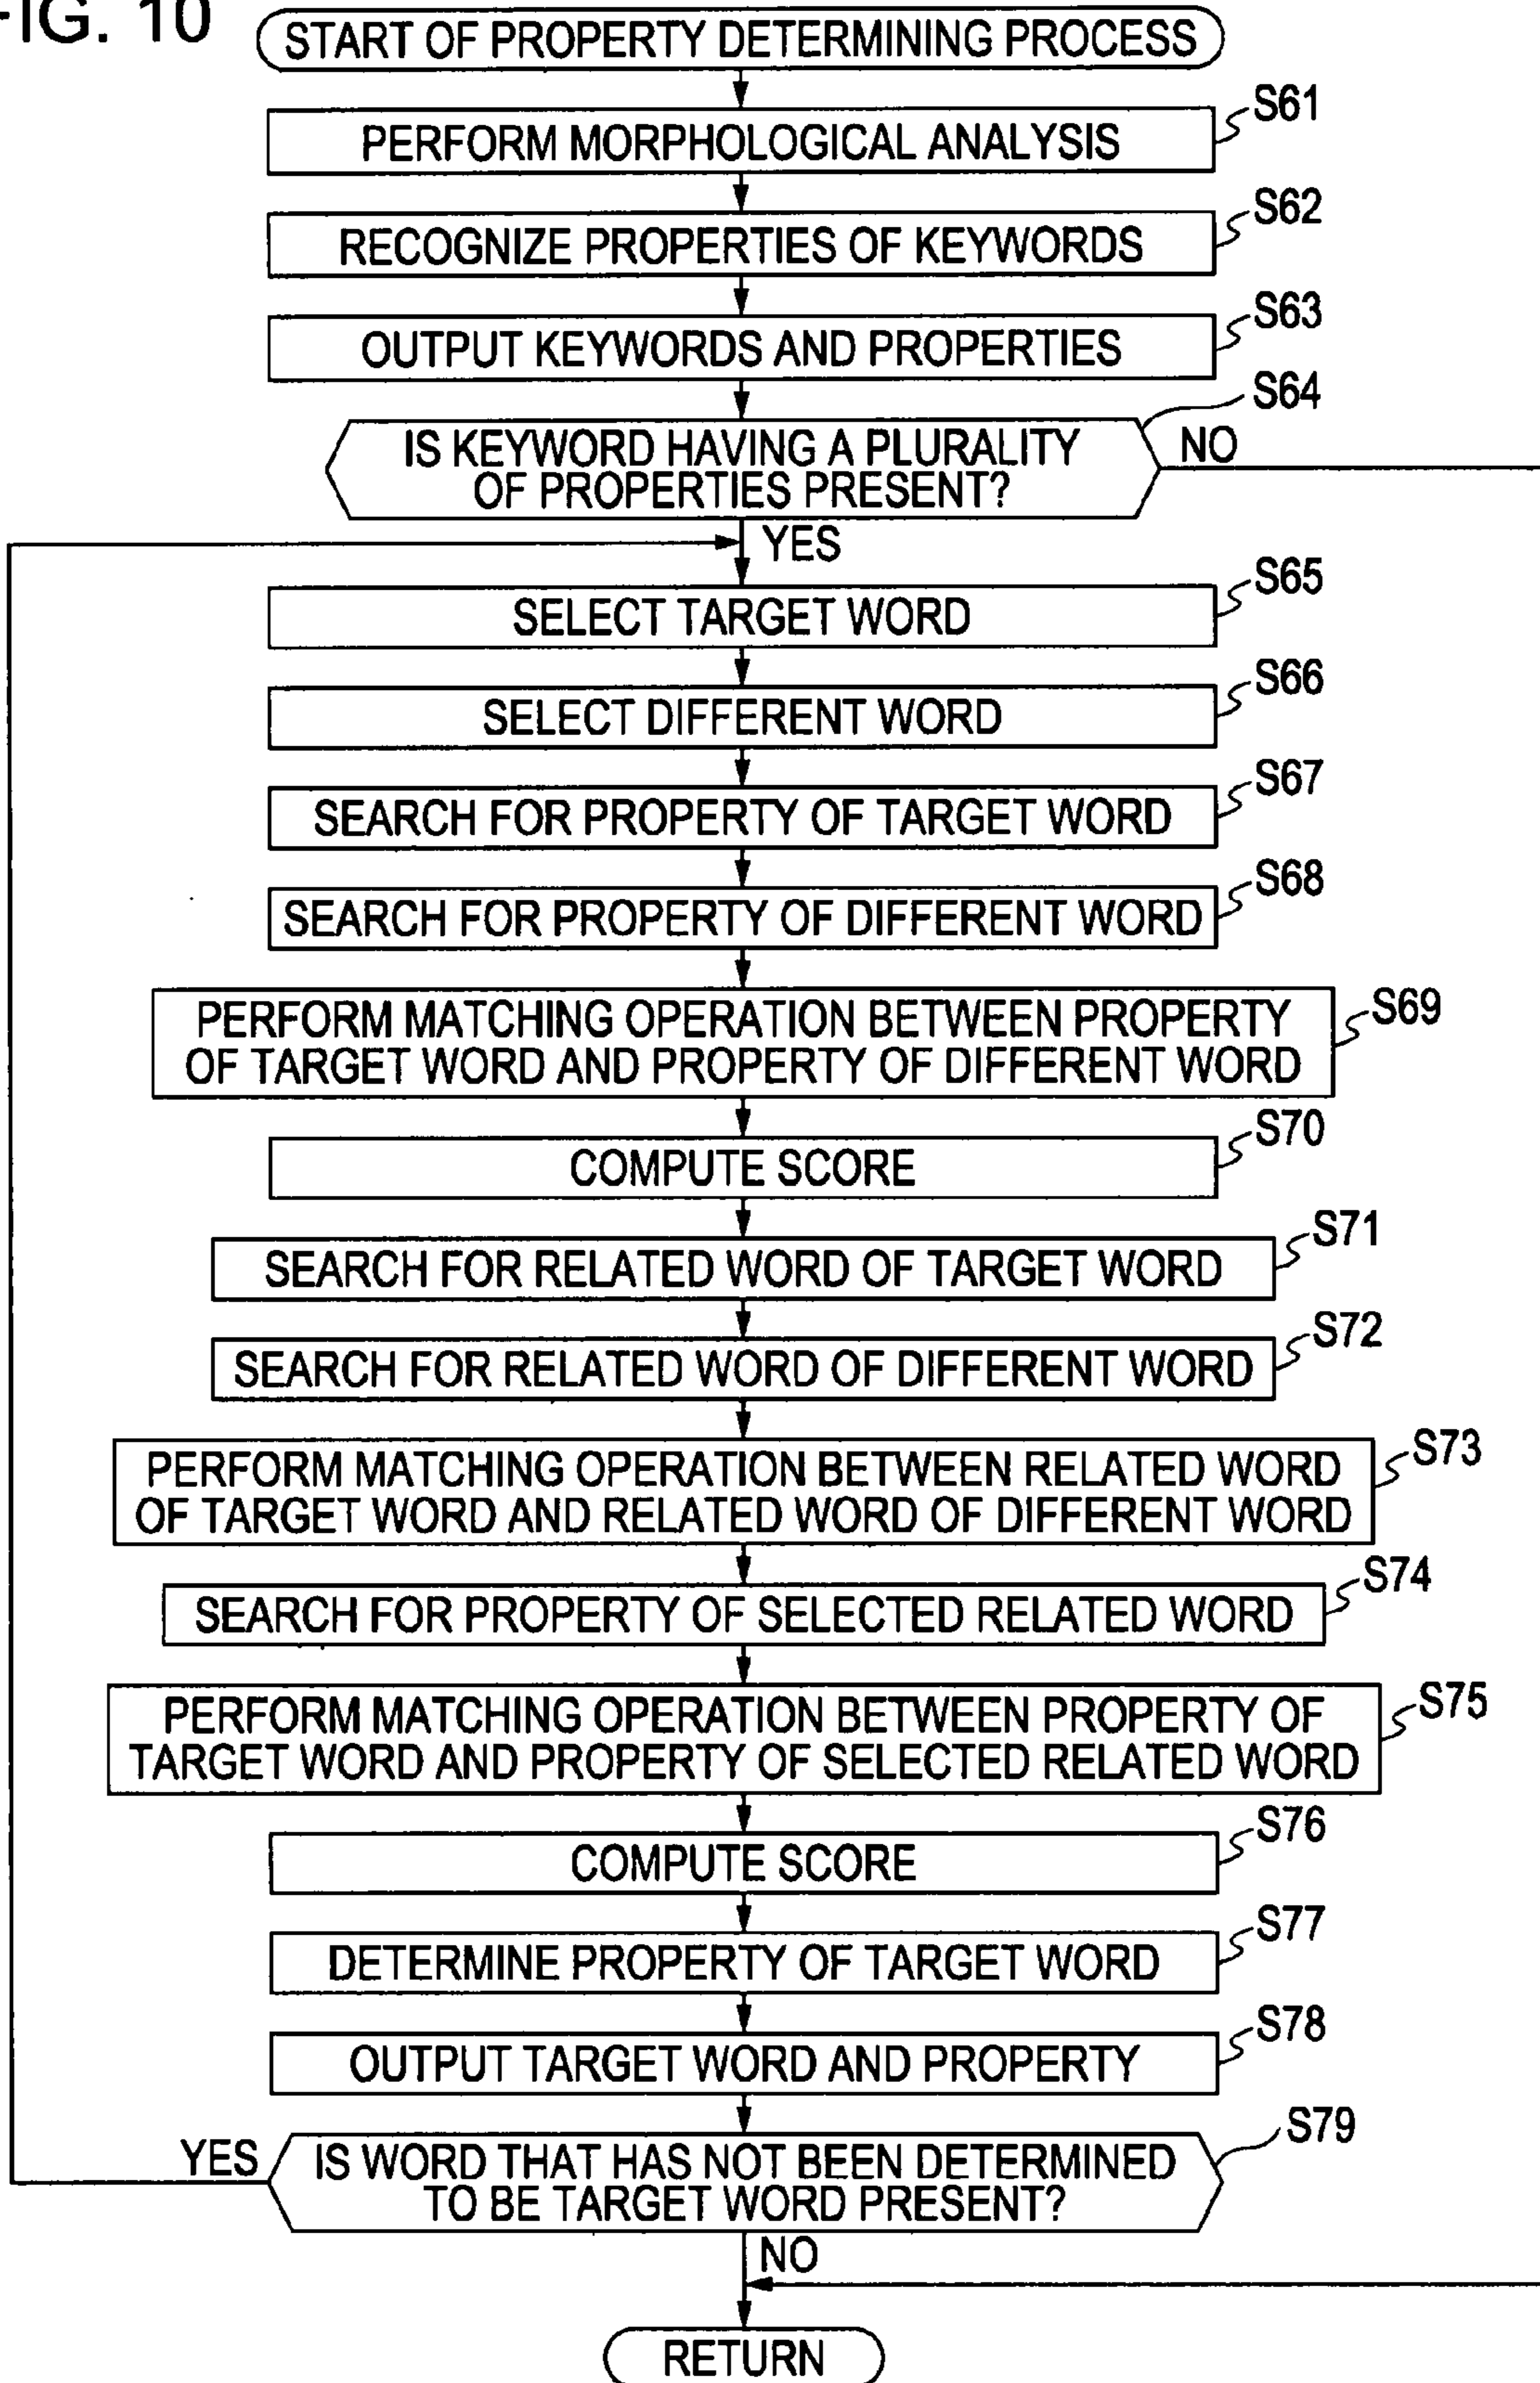 FIG. 10
START OF PROPERTY DETERMINING PROCESS
S61
PERFORM MORPHOLOGICAL ANALYSIS
S62
RECOGNIZE PROPERTIES OF KEYWORDS
S63
OUTPUT KEYWORDS AND PROPERTIES
S64
IS KEYWORD HAVING A PLURALITY
OF PROPERTIES PRESENT?
NO
YES
S65
SELECT TARGET WORD
S66
SELECT DIFFERENT WORD
S67
SEARCH FOR PROPERTY OF TARGET WORD
S68
SEARCH FOR PROPERTY OF DIFFERENT WORD
S69
PERFORM MATCHING OPERATION BETWEEN PROPERTY
OF TARGET WORD AND PROPERTY OF DIFFERENT WORD
S70
COMPUTE SCORE
S71
SEARCH FOR RELATED WORD OF TARGET WORD
S72
SEARCH FOR RELATED WORD OF DIFFERENT WORD
S73
PERFORM MATCHING OPERATION BETWEEN RELATED WORD
OF TARGET WORD AND RELATED WORD OF DIFFERENT WORD
S74
SEARCH FOR PROPERTY OF SELECTED RELATED WORD
S75
PERFORM MATCHING OPERATION BETWEEN PROPERTY OF
TARGET WORD AND PROPERTY OF SELECTED RELATED WORD
S76
COMPUTE SCORE
S77
DETERMINE PROPERTY OF TARGET WORD
S78
OUTPUT TARGET WORD AND PROPERTY
S79
YES
IS WORD THAT HAS NOT BEEN DETERMINED
TO BE TARGET WORD PRESENT?
NO
RETURN